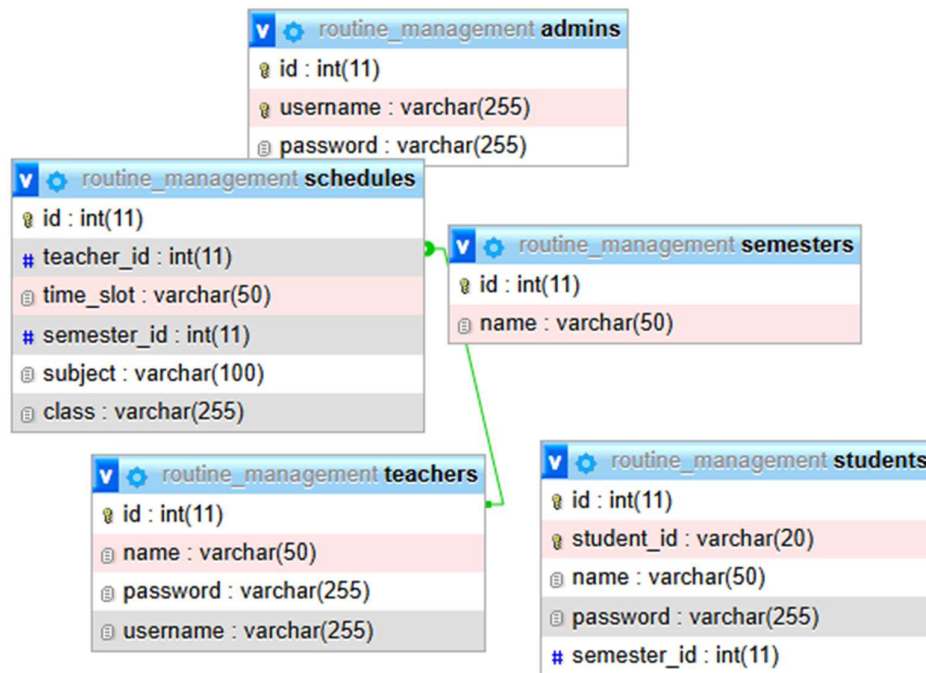 routine_management admins
id : int(11)
username : varchar(255)
password : varchar(255)
v routine_management schedules
id : int(11)
# teacher_id : int(11)
time_slot : varchar(50)
# semester_id : int(11)
subject : varchar(100)
class : varchar(255)
v routine_management semesters
id : int(11)
name : varchar(50)
v routine_management teachers
id : int(11)
name : varchar(50)
password : varchar(255)
username : varchar(255)
v routine_management students
id : int(11)
student_id : varchar(20)
name : varchar(50)
password : varchar(255)
# semester_id : int(11)